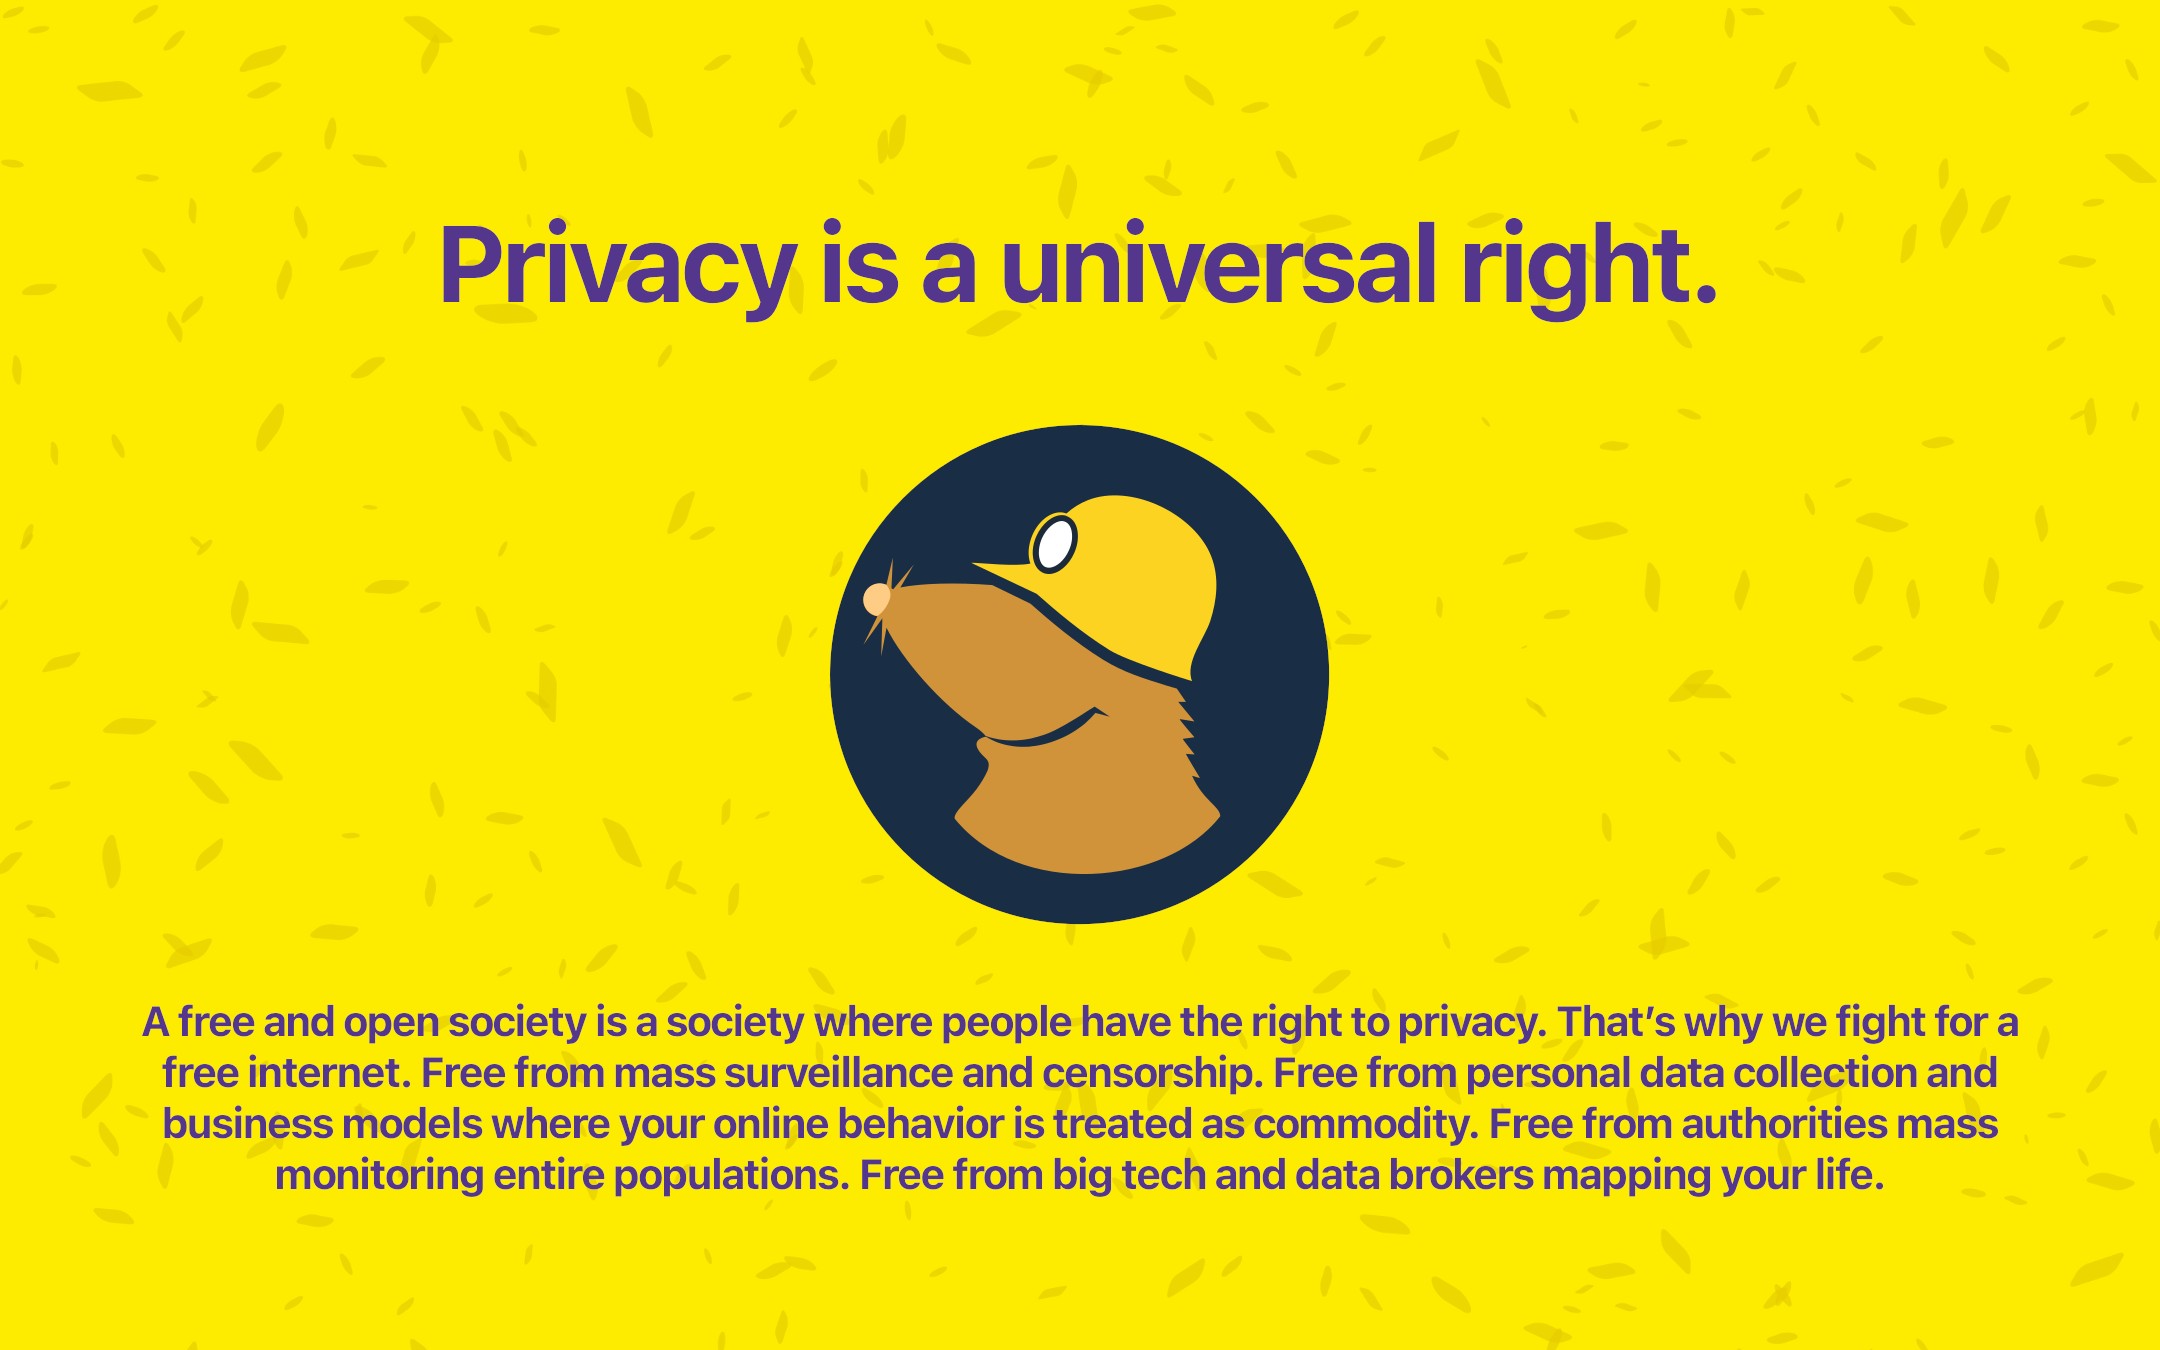 Privacy is a universal right.
A free and open society is a society where people have the right to privacy. That’s why we fight for a
free internet. Free from mass surveillance and censorship. Free from personal data collection and
business models where your online behavior is treated as commodity. Free from authorities mass
monitoring entire populations. Free from big tech and data brokers mapping your life.